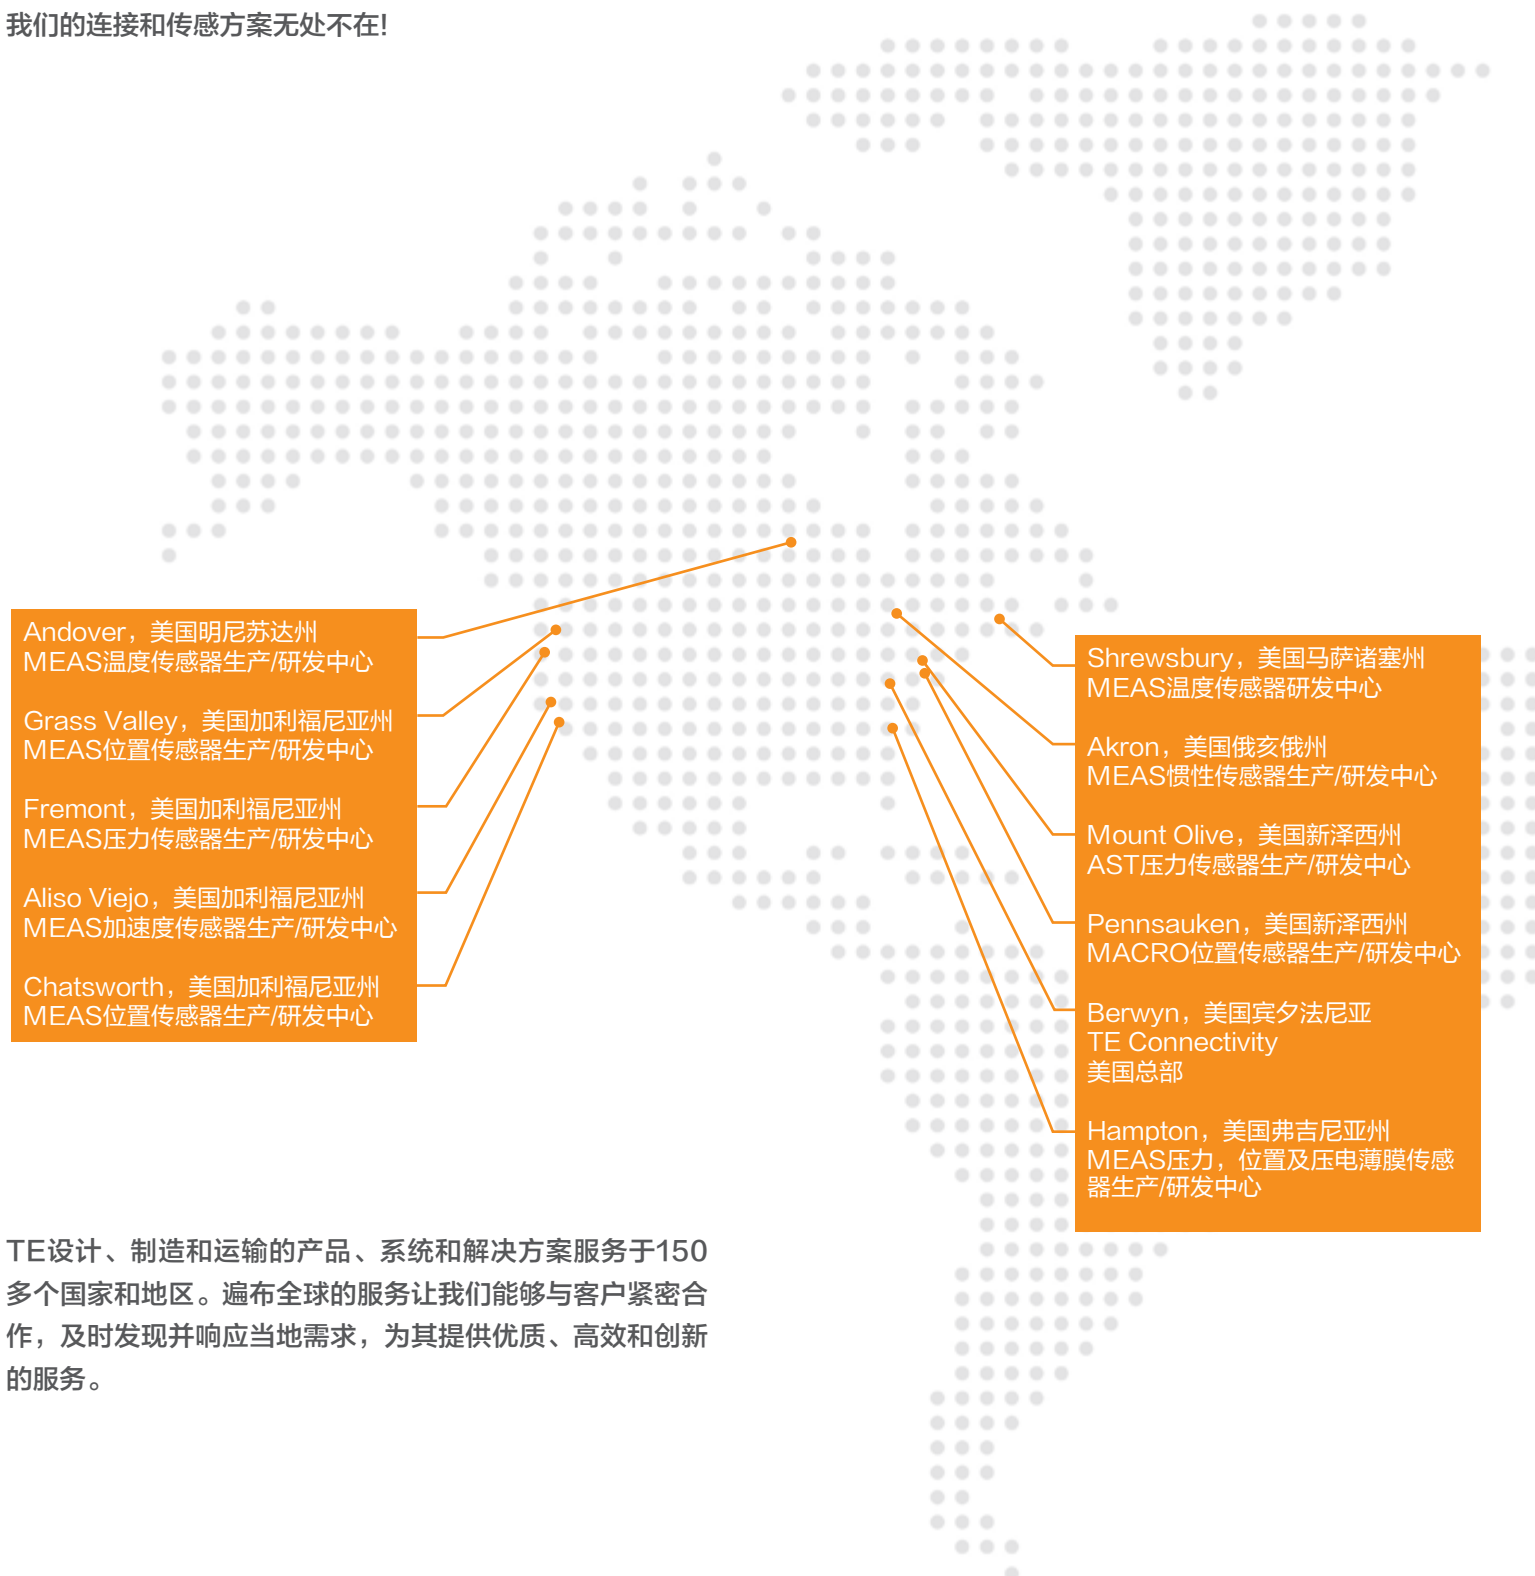 我们的连接和传感方案无处不在!
Andover，美国明尼苏达州
MEAS温度传感器生产/研发中心
Grass Valley，美国加利福尼亚州
MEAS位置传感器生产/研发中心
Fremont，美国加利福尼亚州
MEAS压力传感器生产/研发中心
Aliso Viejo，美国加利福尼亚州
MEAS加速度传感器生产/研发中心
Chatsworth，美国加利福尼亚州
MEAS位置传感器生产/研发中心
Shrewsbury，美国马萨诸塞州
MEAS温度传感器研发中心
Akron，美国俄亥俄州
MEAS惯性传感器生产/研发中心
Mount Olive，美国新泽西州
AST压力传感器生产/研发中心
Pennsauken，美国新泽西州
MACRO位置传感器生产/研发中心
Berwyn，美国宾夕法尼亚
TE Connectivity
美国总部
Hampton，美国弗吉尼亚州
MEAS压力，位置及压电薄膜传感
器生产/研发中心
TE设计、制造和运输的产品、系统和解决方案服务于150
多个国家和地区。遍布全球的服务让我们能够与客户紧密合
作，及时发现并响应当地需求，为其提供优质、高效和创新
的服务。